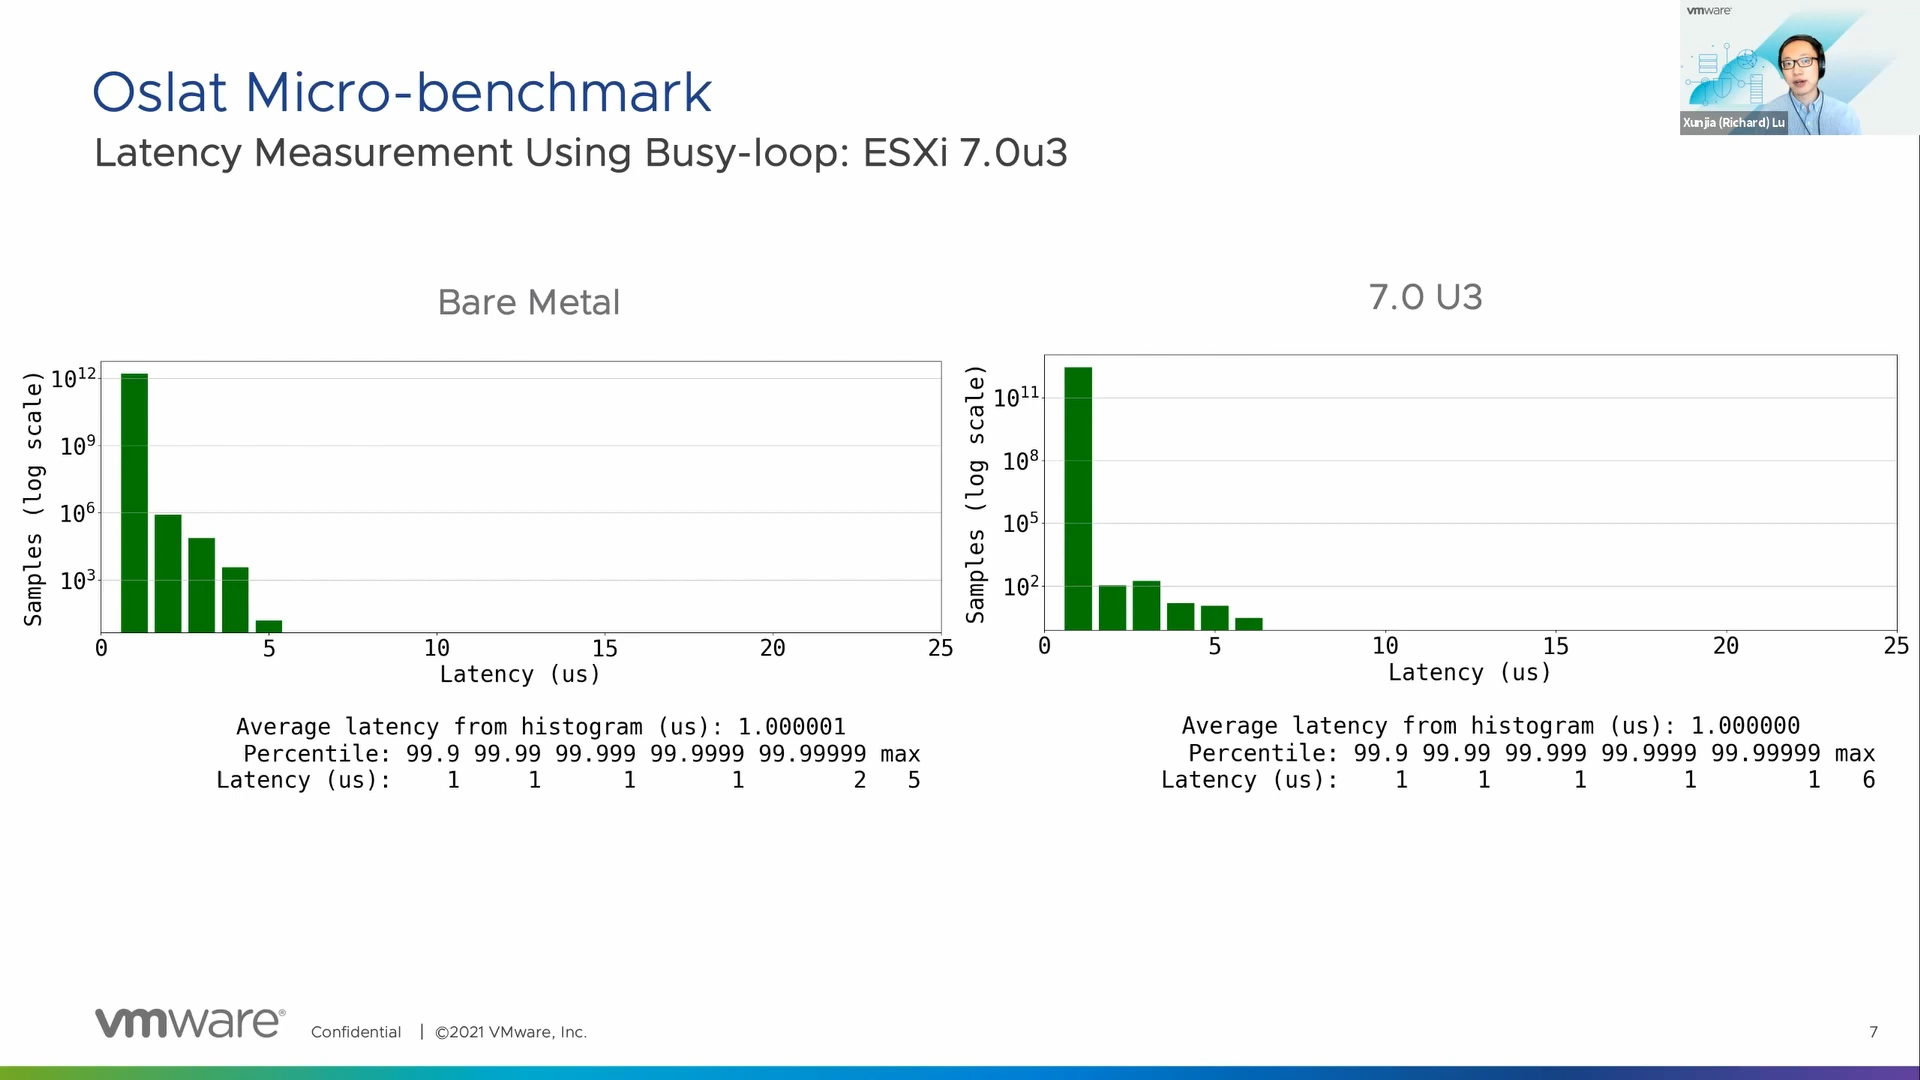 vmware
Xunjia (Richard) Lu
Oslat Micro-benchmark
Latency Measurement Using Busy-loop: ESXi 7.0u3
Bare Metal
Samples (log scale)
10¹²
10⁹
10⁶
10³
0 5 10 15 20 25
Latency (us)
Average latency from histogram (us): 1.000001
Percentile: 99.9 99.99 99.999 99.9999 99.99999 max
Latency (us): 1 1 1 1 2 5
7.0 U3
Samples (log scale)
10¹¹
10⁸
10⁵
10²
0 5 10 15 20 25
Latency (us)
Average latency from histogram (us): 1.000000
Percentile: 99.9 99.99 99.999 99.9999 99.99999 max
Latency (us): 1 1 1 1 1 6
vmware® Confidential | ©2021 VMware, Inc. 7